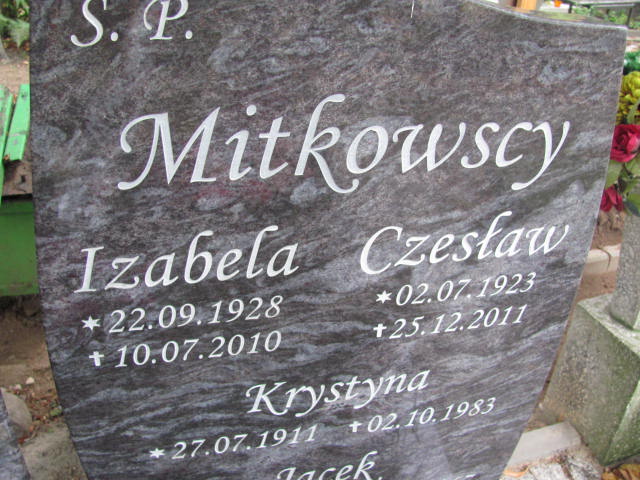 S. P.
Mitkowscy
Izabela Czesław
* 22.09.1928 * 02.07.1923
✝ 10.07.2010 ✝ 25.12.2011
Krystyna
* 27.07.1911 ✝ 02.10.1983
Jacek